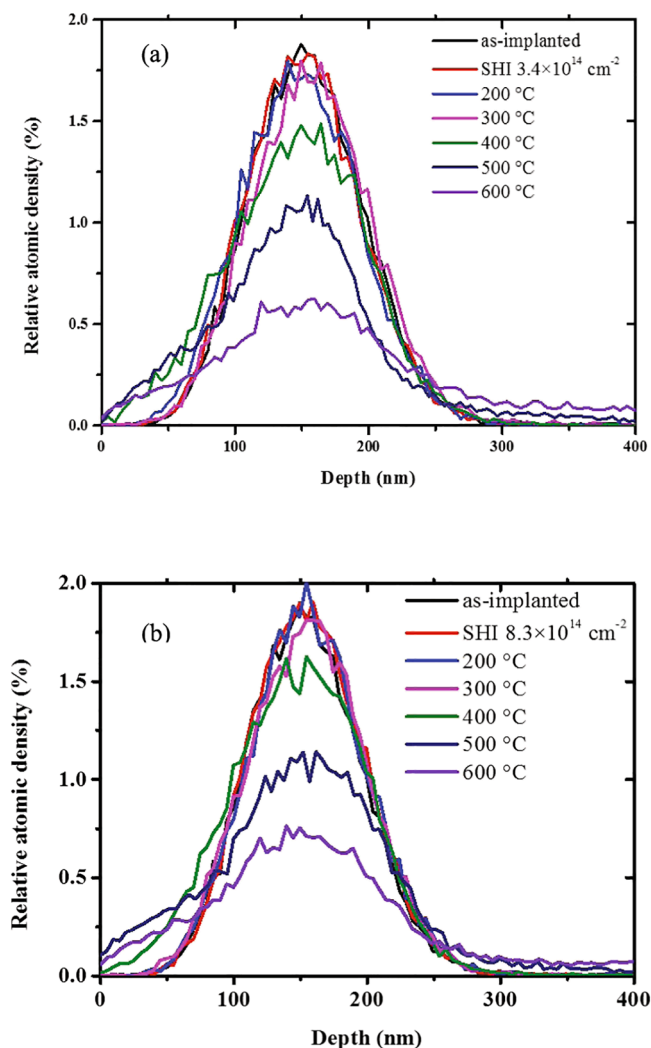 (a)
as-implanted
SHI 3.4×10¹⁴ cm⁻²
200 °C
300 °C
400 °C
500 °C
600 °C
Relative atomic density (%)
2.0
1.5
1.0
0.5
0.0
0 100 200 300 400
Depth (nm)
(b)
as-implanted
SHI 8.3×10¹⁴ cm⁻²
200 °C
300 °C
400 °C
500 °C
600 °C
Relative atomic density (%)
2.0
1.5
1.0
0.5
0.0
0 100 200 300 400
Depth (nm)